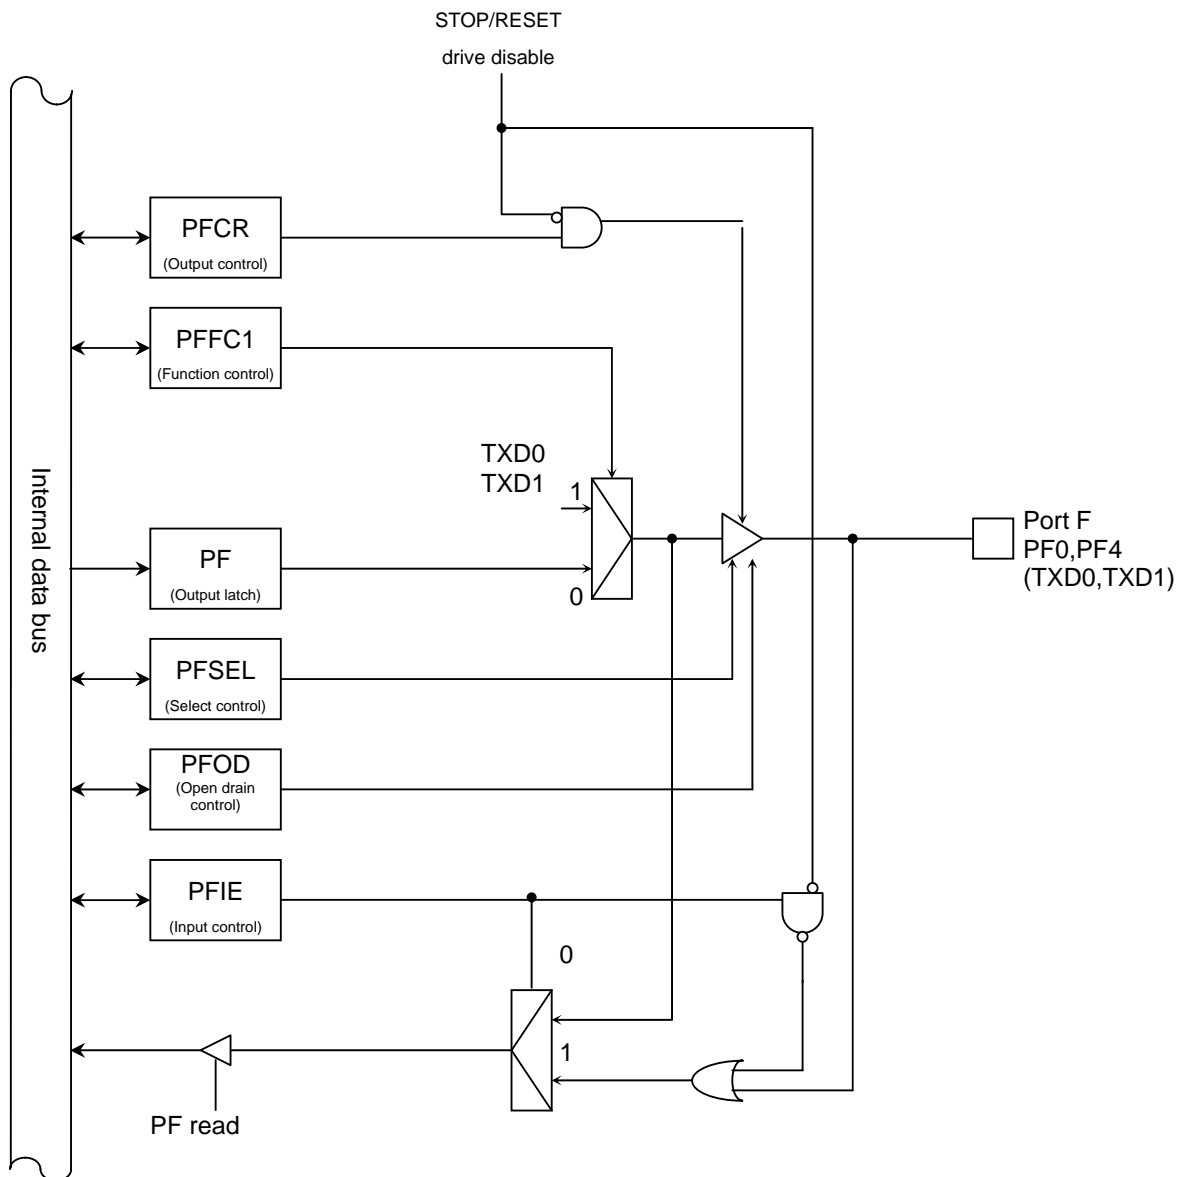 STOP/RESET
drive disable
PFCR
(Output control)
PFFC1
(Function control)
TXD0
TXD1
1
0
PF
(Output latch)
Port F
PF0,PF4
(TXD0,TXD1)
Internal data bus
PFSEL
(Select control)
PFOD
(Open drain
control)
PFIE
(Input control)
0
1
PF read